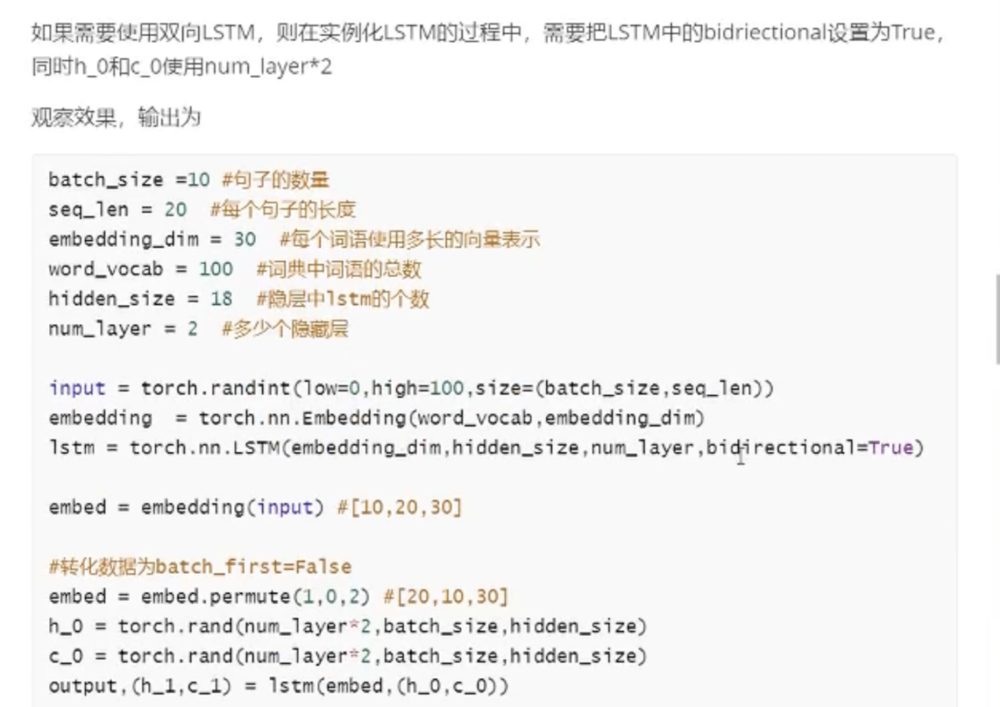 如果需要使用双向LSTM，则在实例化LSTM的过程中，需要把LSTM中的bidriectional设置为True，
同时h_0和c_0使用num_layer*2
观察效果，输出为
batch_size =10 #句子的数量
seq_len = 20  #每个句子的长度
embedding_dim = 30  #每个词语使用多长的向量表示
word_vocab = 100  #词典中词语的总数
hidden_size = 18  #隐层中lstm的个数
num_layer = 2  #多少个隐藏层
input = torch.randint(low=0,high=100,size=(batch_size,seq_len))
embedding  = torch.nn.Embedding(word_vocab,embedding_dim)
lstm = torch.nn.LSTM(embedding_dim,hidden_size,num_layer,bidirectional=True)
embed = embedding(input) #[10,20,30]
#转化数据为batch_first=False
embed = embed.permute(1,0,2) #[20,10,30]
h_0 = torch.rand(num_layer*2,batch_size,hidden_size)
c_0 = torch.rand(num_layer*2,batch_size,hidden_size)
output,(h_1,c_1) = lstm(embed,(h_0,c_0))